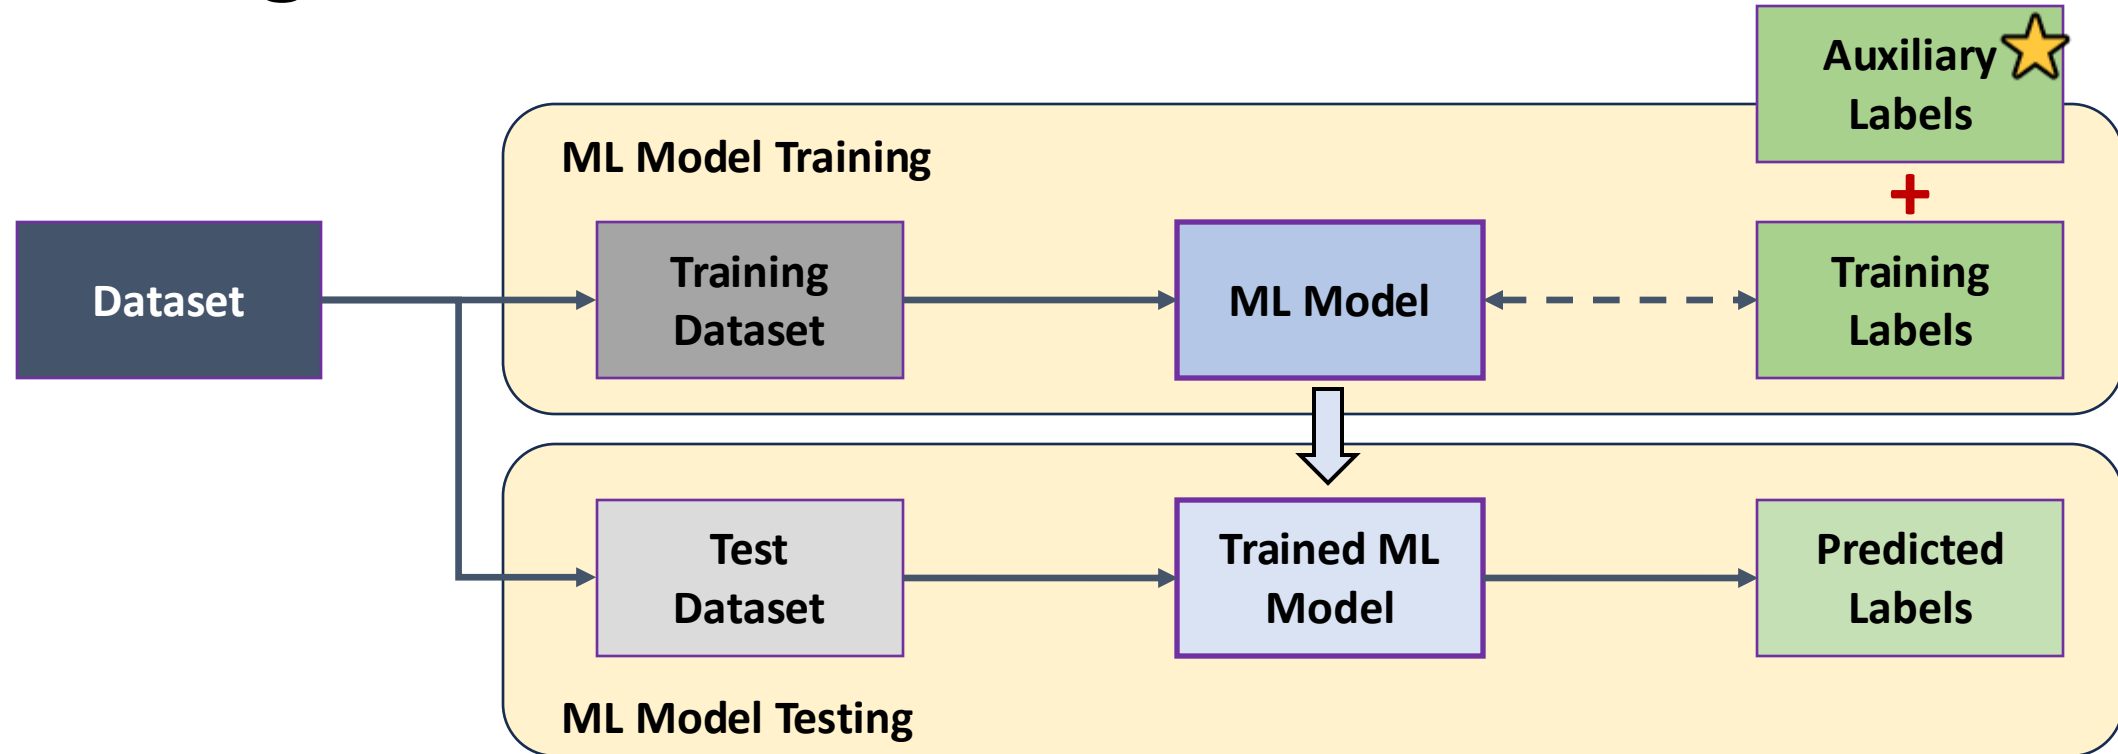 Auxiliary
Labels
ML Model Training
+
Dataset
Training
Dataset
ML Model
Training
Labels
Test
Dataset
Trained ML
Model
Predicted
Labels
ML Model Testing